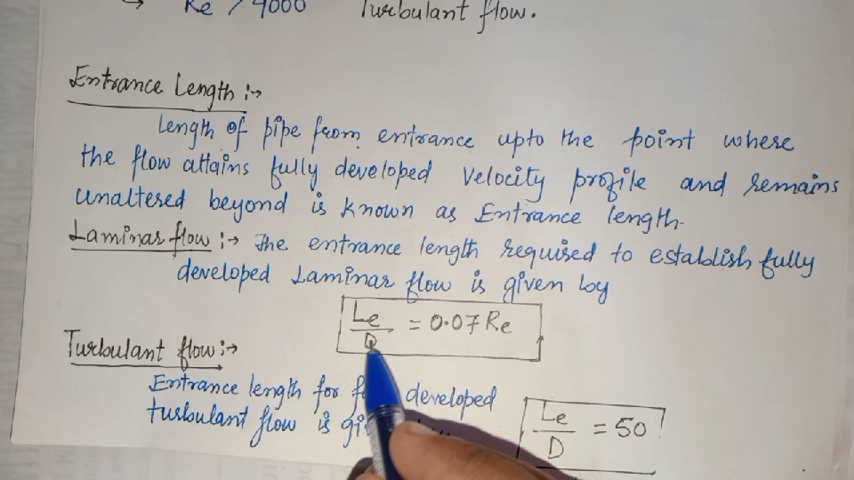 Re > 4000 Turbulant flow.
Entrance Length :→
Length of pipe from entrance upto the point where
the flow attains fully developed velocity profile and remains
unaltered beyond is known as Entrance length.
Laminar flow :→ The entrance length required to establish fully
developed Laminar flow is given by
Le/D = 0.07 Re
Turbulant flow :→
Entrance length for developed
turbulant flow is
Le/D = 50